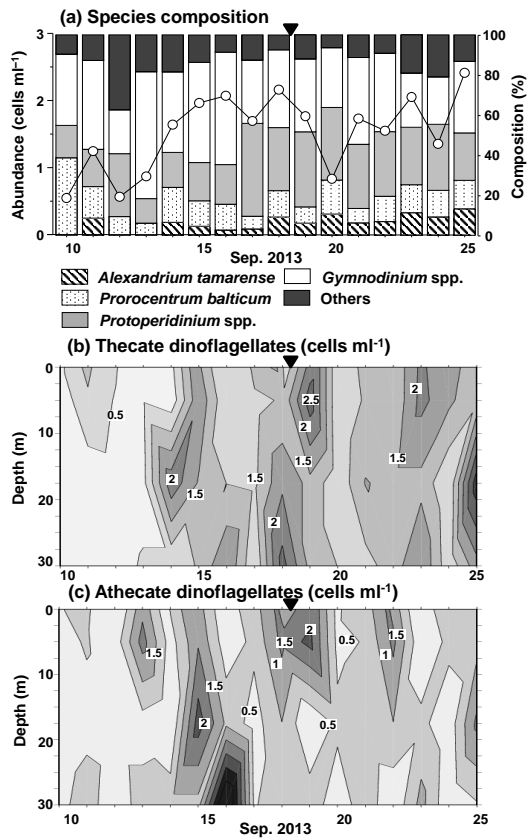 (a) Species composition
Abundance (cells ml⁻¹)
3
2
1
0
100
80
60
40
20
0
Composition (%)
10 15 20 25
Sep. 2013
Alexandrium tamarense
Gymnodinium spp.
Prorocentrum balticum
Others
Protoperidinium spp.
(b) Thecate dinoflagellates (cells ml⁻¹)
Depth (m)
0
10
20
30
0.5
2.5
2
2
1.5
2
1.5
1.5
1.5
2
10 15 20 25
(c) Athecate dinoflagellates (cells ml⁻¹)
Depth (m)
0
10
20
30
2
1.5
0.5
1.5
1.5
1
1
1.5
0.5
0.5
2
10 15 20 25
Sep. 2013